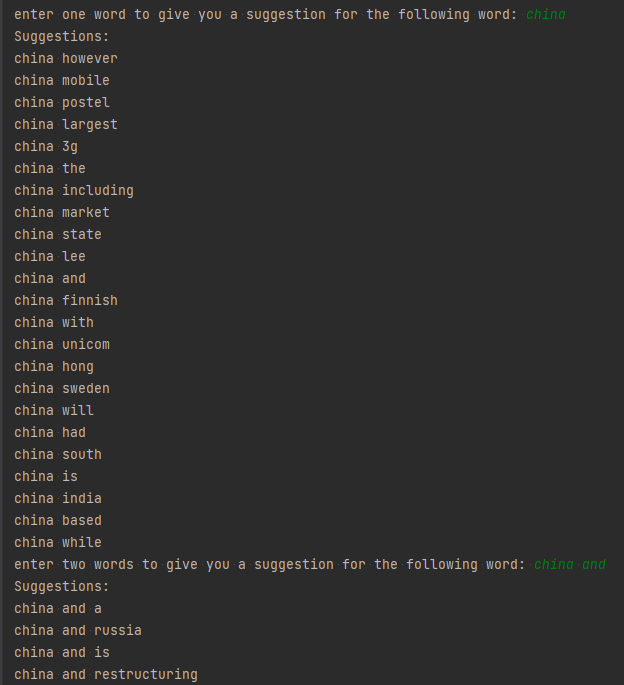 enter one word to give you a suggestion for the following word: china
Suggestions:
china however
china mobile
china postel
china largest
china 3g
china the
china including
china market
china state
china lee
china and
china finnish
china with
china unicom
china hong
china sweden
china will
china had
china south
china is
china india
china based
china while
enter two words to give you a suggestion for the following word: china and
Suggestions:
china and a
china and russia
china and is
china and restructuring